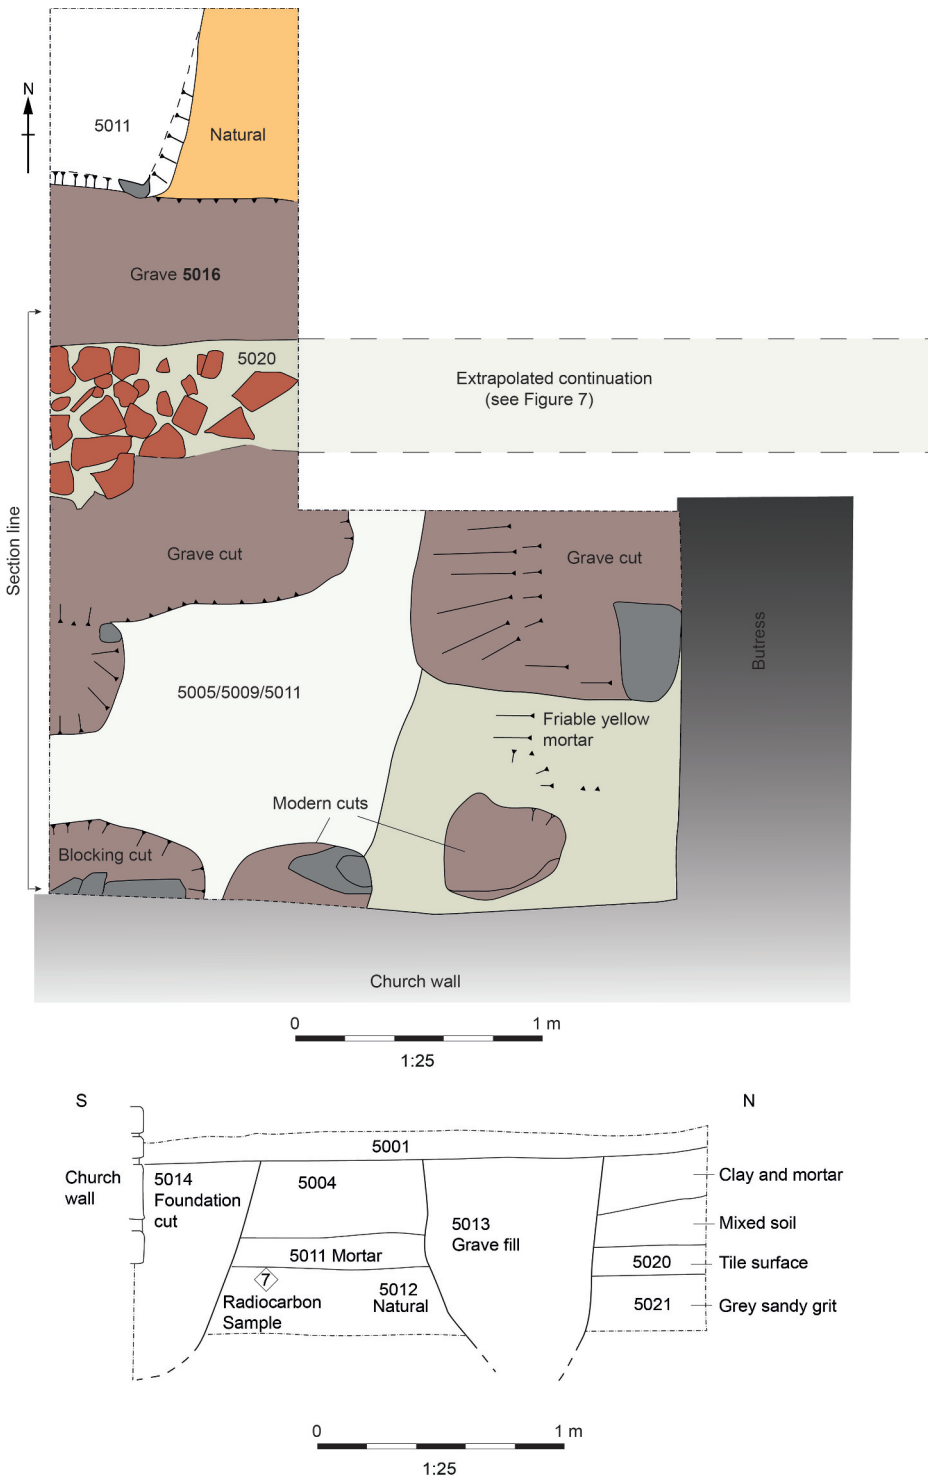 N
5011
Natural
Grave 5016
5020
Extrapolated continuation
(see Figure 7)
Section line
Grave cut
Grave cut
Butress
5005/5009/5011
Friable yellow
mortar
Modern cuts
Blocking cut
Church wall
0 1 m
1:25
S N
5001
Church
wall
5014
Foundation
cut
5004
Clay and mortar
5013
Grave fill
Mixed soil
5011 Mortar
5020
Tile surface
7
Radiocarbon
Sample
5012
Natural
5021
Grey sandy grit
0 1 m
1:25